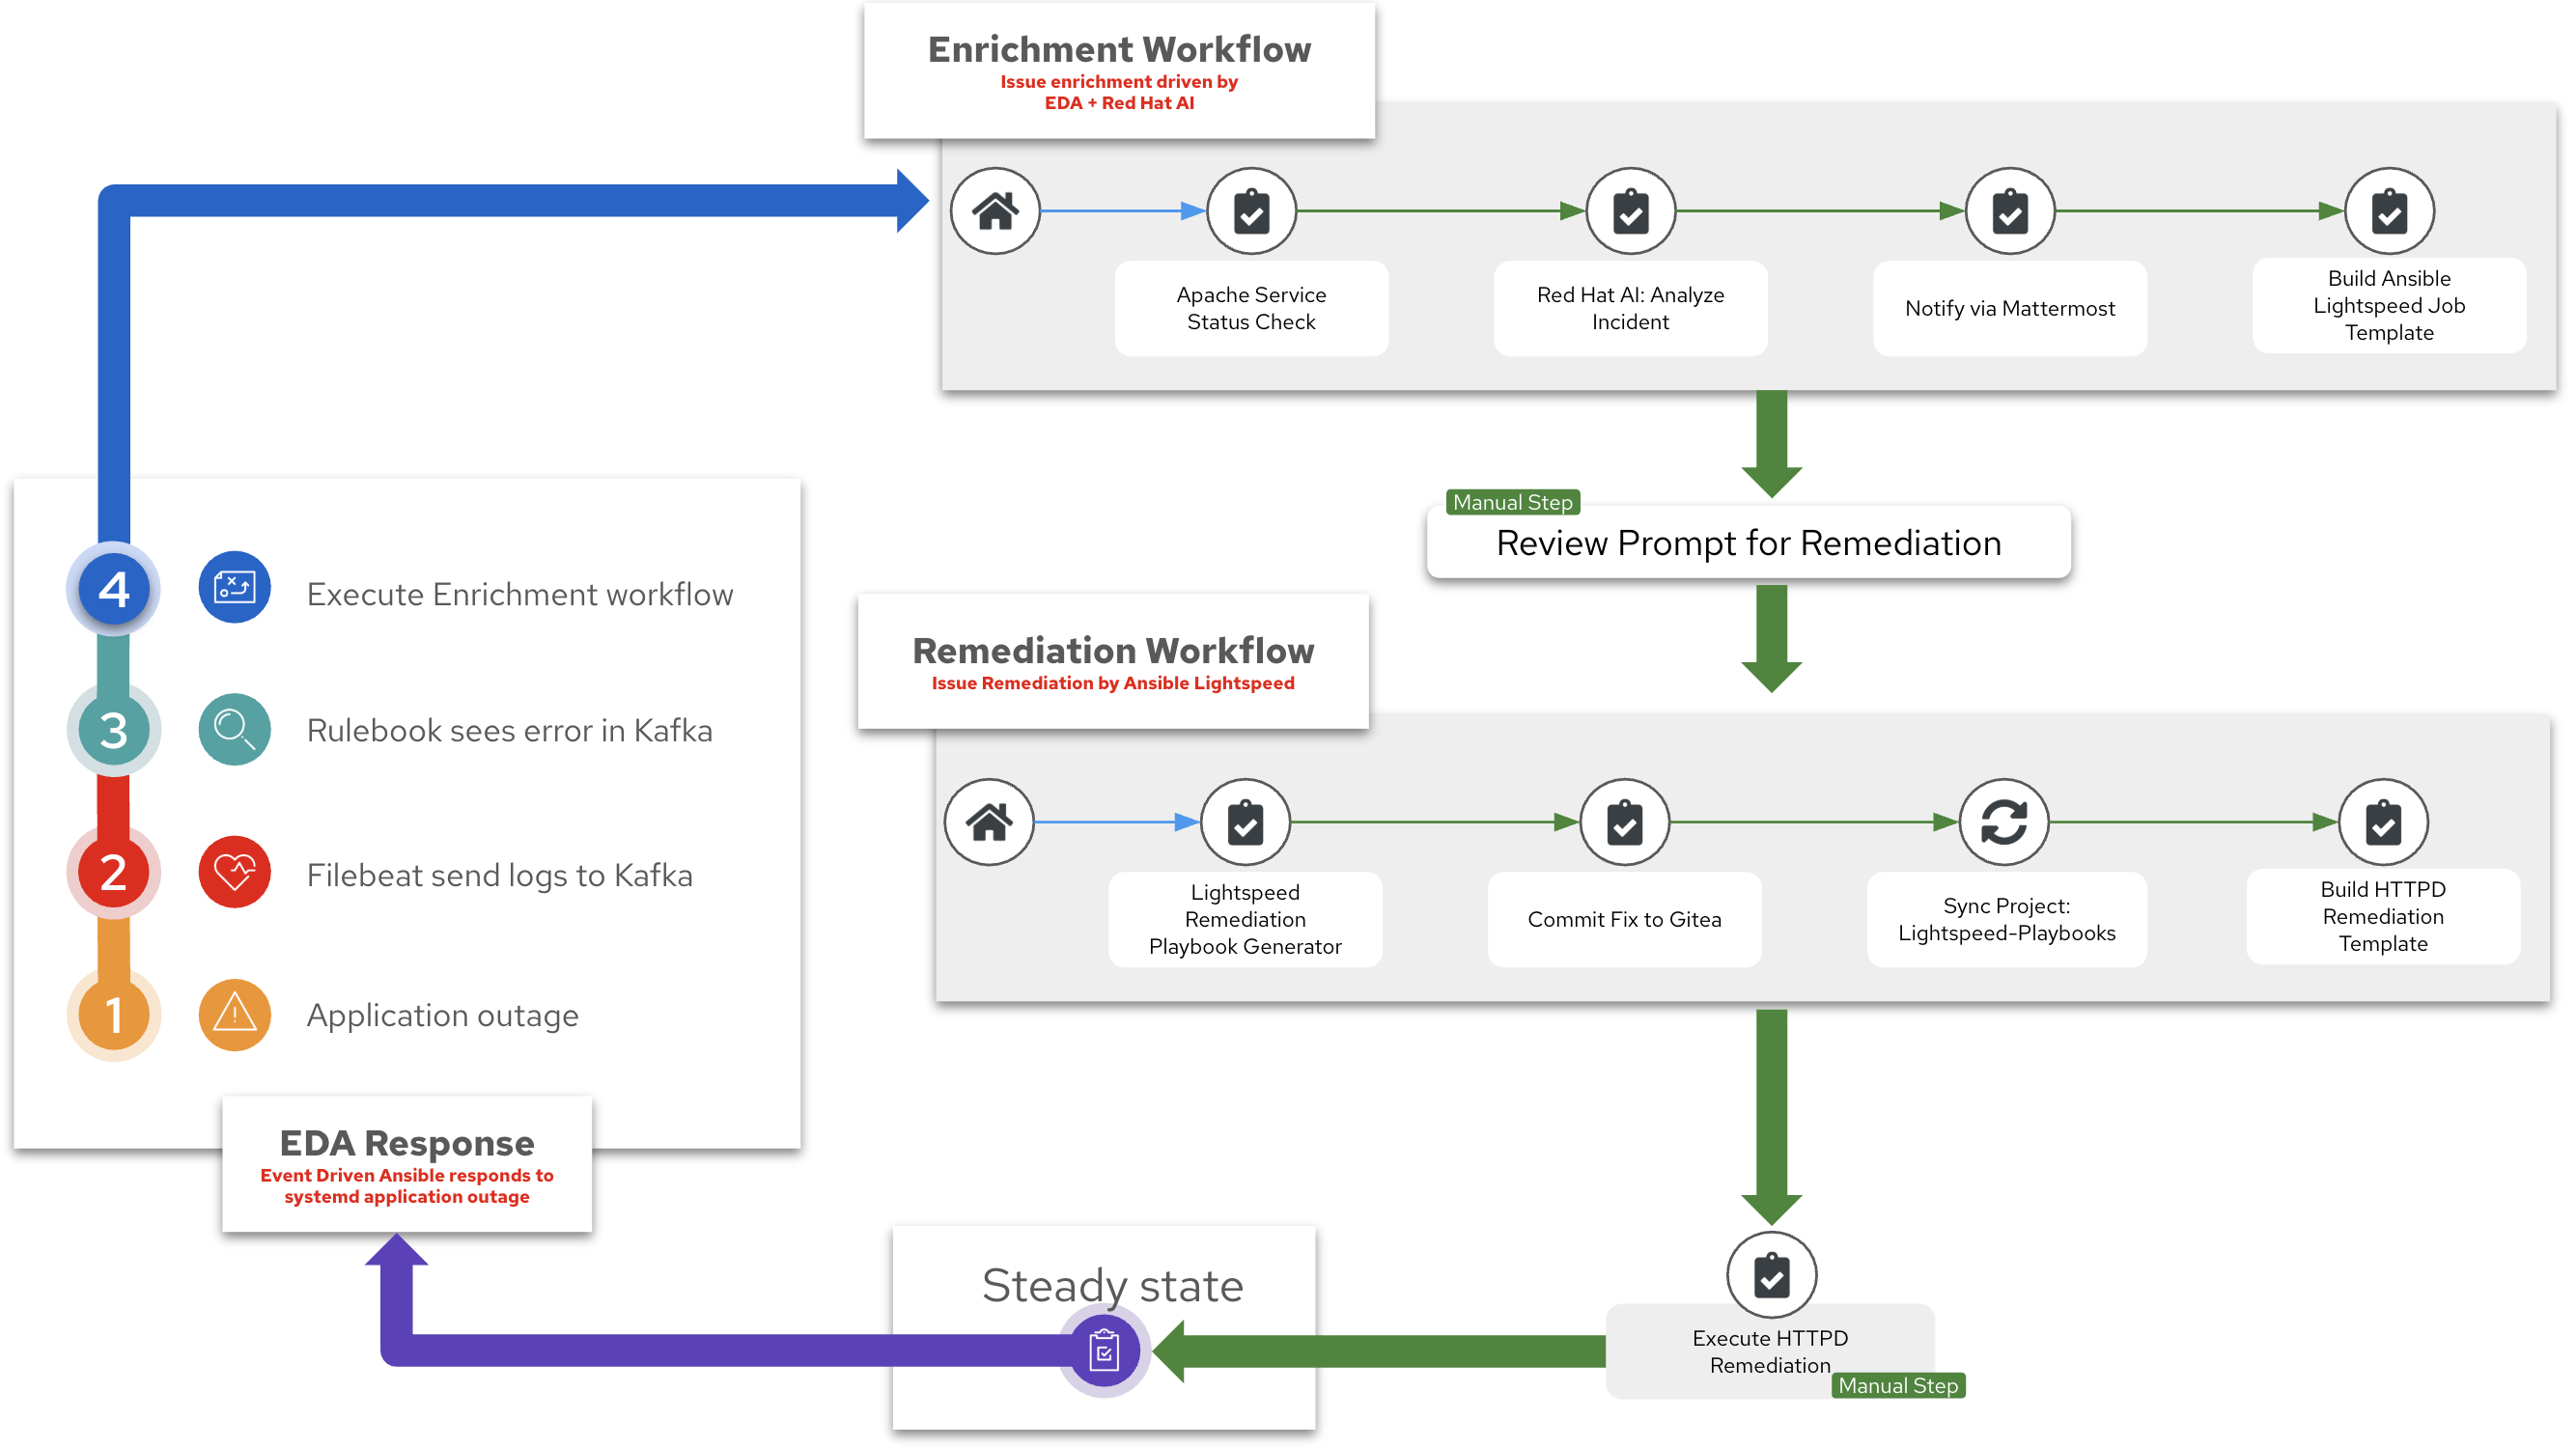 Enrichment Workflow
Issue enrichment driven by
EDA + Red Hat AI
Apache Service
Status Check
Red Hat AI: Analyze
Incident
Notify via Mattermost
Build Ansible
Lightspeed Job
Template
Manual Step
Review Prompt for Remediation
4
Execute Enrichment workflow
3
Rulebook sees error in Kafka
2
Filebeat send logs to Kafka
1
Application outage
EDA Response
Event Driven Ansible responds to
systemd application outage
Remediation Workflow
Issue Remediation by Ansible Lightspeed
Lightspeed
Remediation
Playbook Generator
Commit Fix to Gitea
Sync Project:
Lightspeed-Playbooks
Build HTTPD
Remediation
Template
Steady state
Execute HTTPD
Remediation
Manual Step